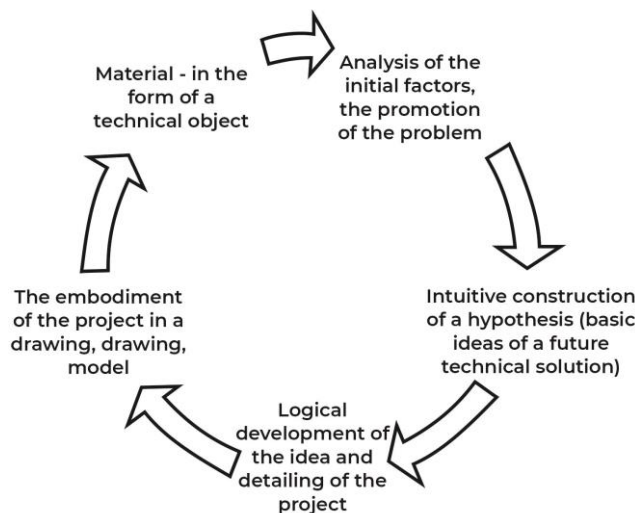 Analysis of the
initial factors,
the promotion
of the problem
Intuitive construction
of a hypothesis (basic
ideas of a future
technical solution)
Logical
development of
the idea and
detailing of the
project
The embodiment
of the project in a
drawing, drawing,
model
Material - in the
form of a
technical object